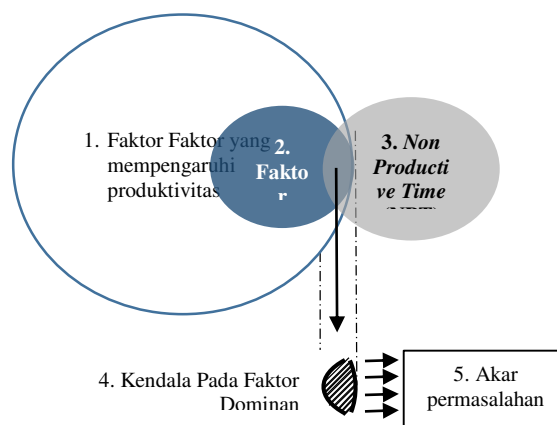 1. Faktor Faktor yang
mempengaruhi
produktivitas
2.
Fakto
r
3. Non
Producti
ve Time
4. Kendala Pada Faktor
Dominan
5. Akar
permasalahan